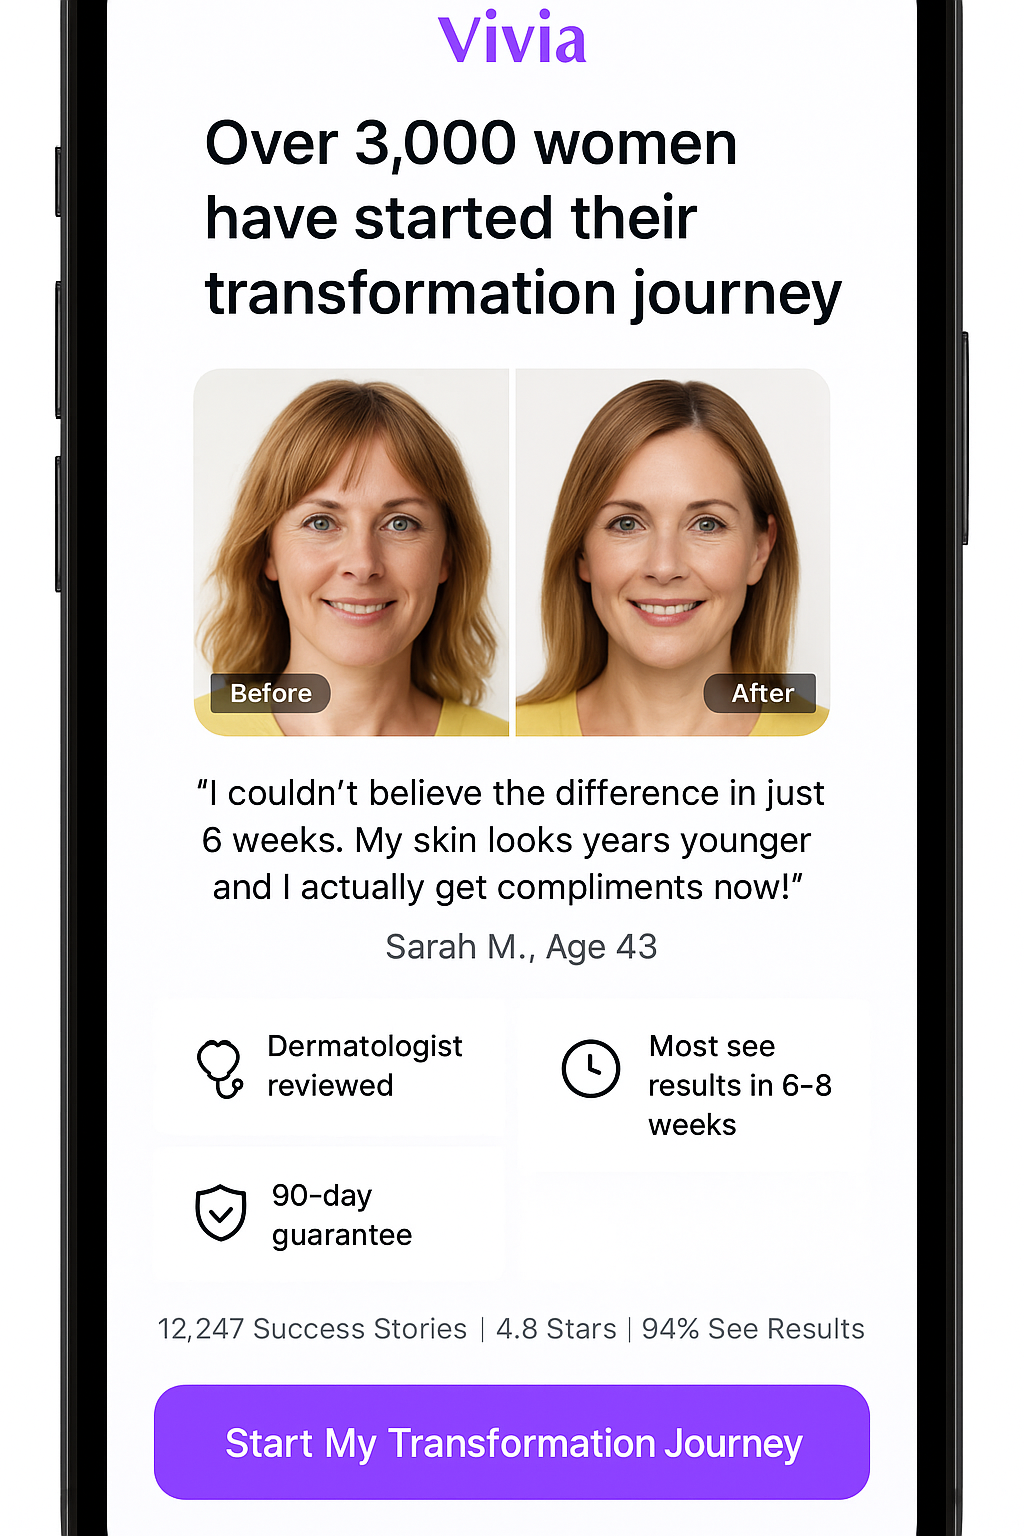 Vivia
Over 3,000 women
have started their
transformation journey
Before
After
“I couldn’t believe the difference in just
6 weeks. My skin looks years younger
and I actually get compliments now!”
Sarah M., Age 43
Dermatologist
reviewed
Most see
results in 6–8
weeks
90-day
guarantee
12,247 Success Stories | 4.8 Stars | 94% See Results
Start My Transformation Journey